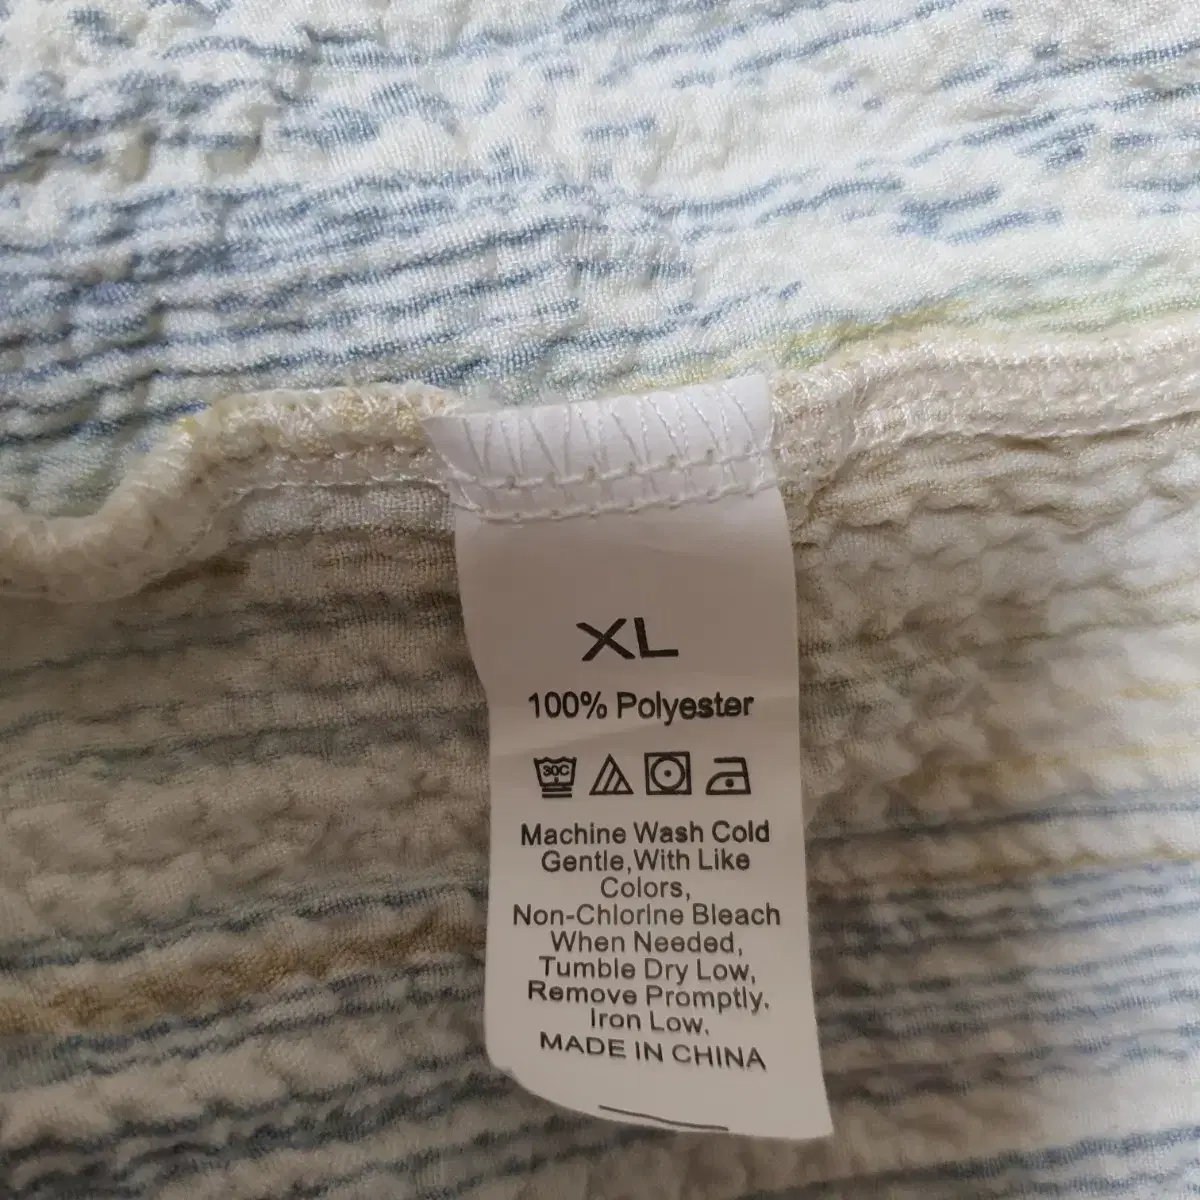 XL
100% Polyester
30C
Machine Wash Cold
Gentle,With Like
Colors,
Non-Chlorine Bleach
When Needed,
Tumble Dry Low,
Remove Promptly.
Iron Low.
MADE IN CHINA